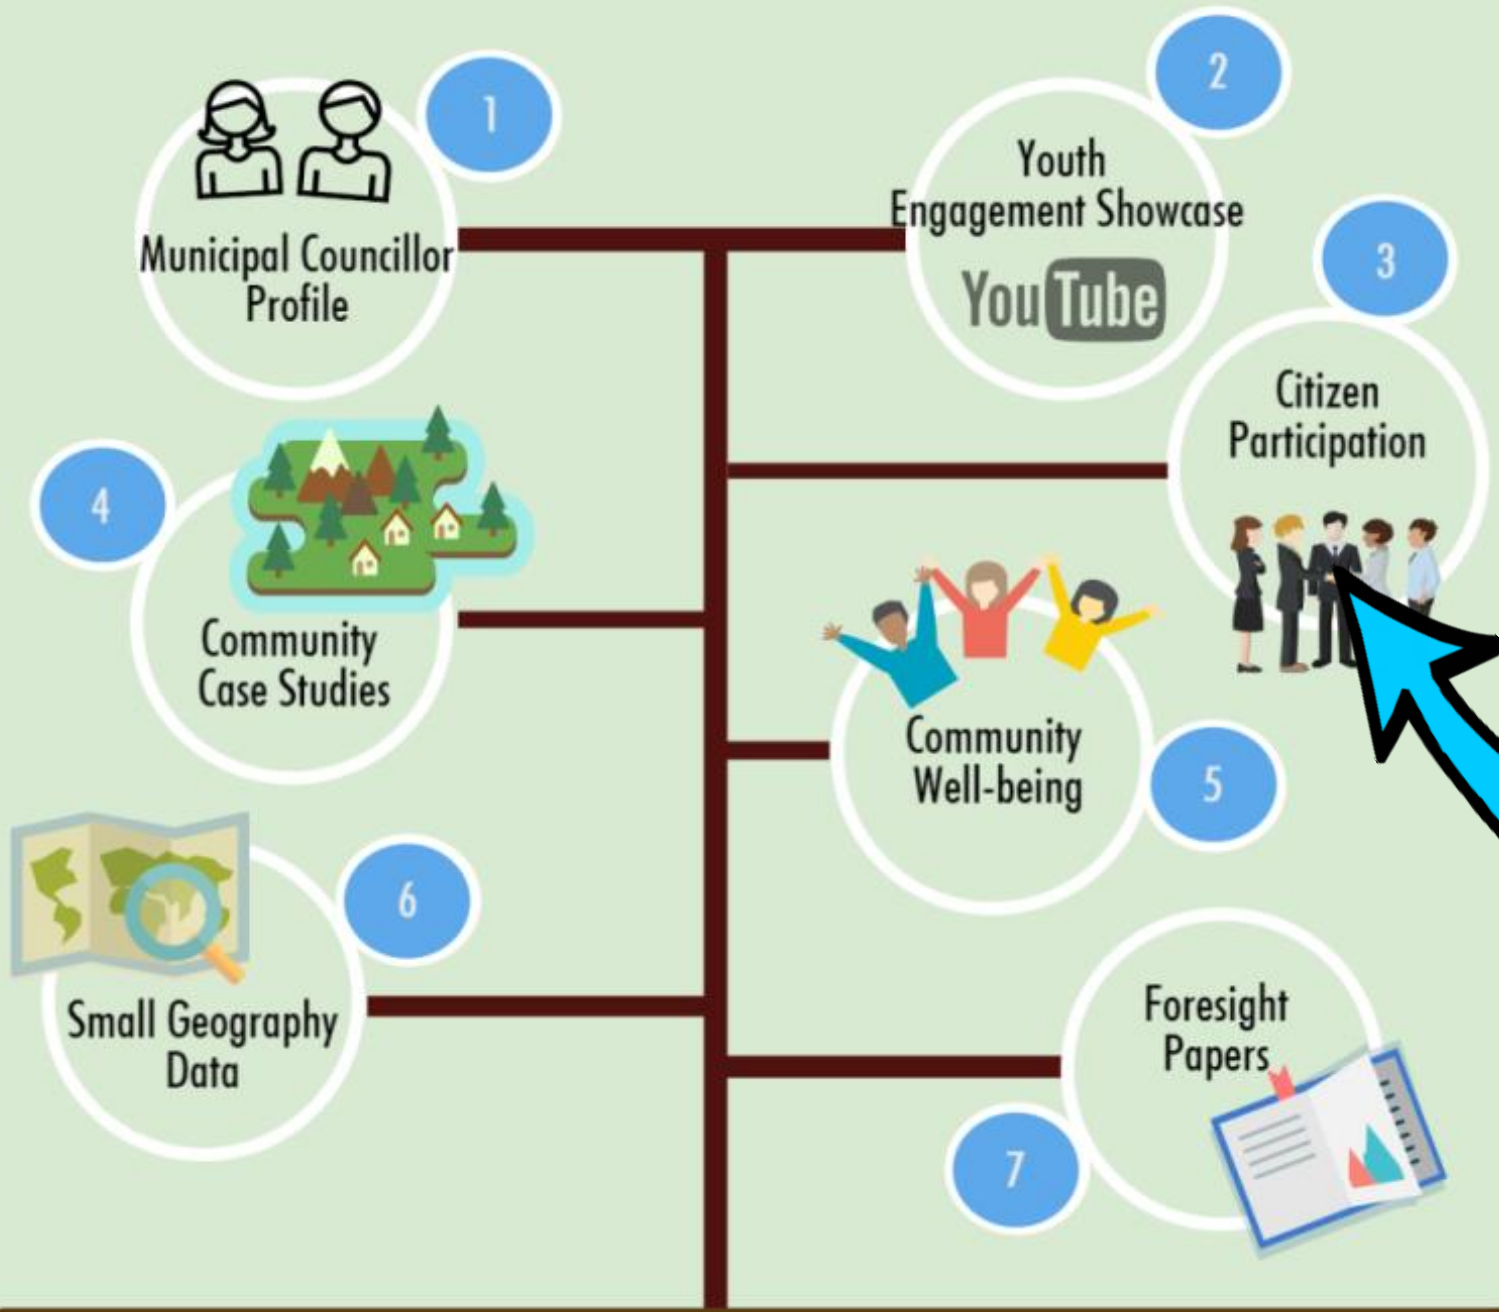 1
Municipal Councillor
Profile
2
Youth
Engagement Showcase
YouTube
3
Citizen
Participation
4
Community
Case Studies
5
Community
Well-being
6
Small Geography
Data
7
Foresight
Papers